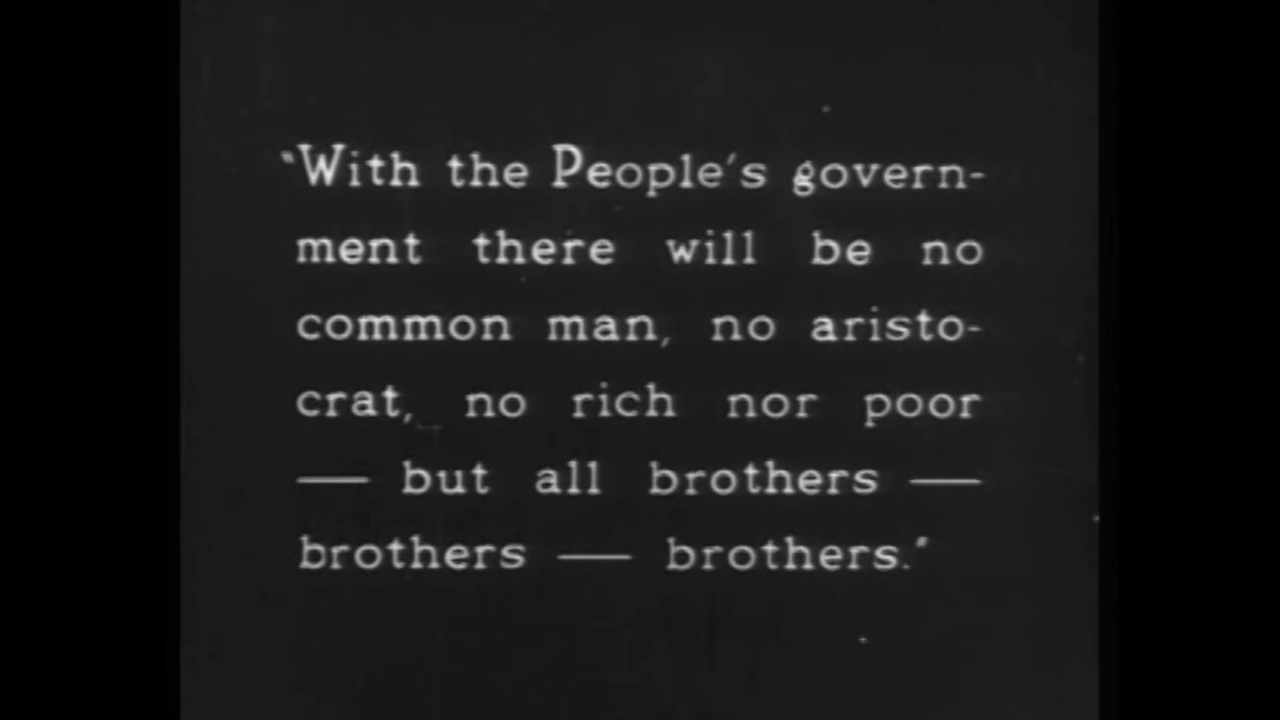 "With the People's govern-
ment there will be no
common man, no aristo-
crat, no rich nor poor
— but all brothers —
brothers — brothers."